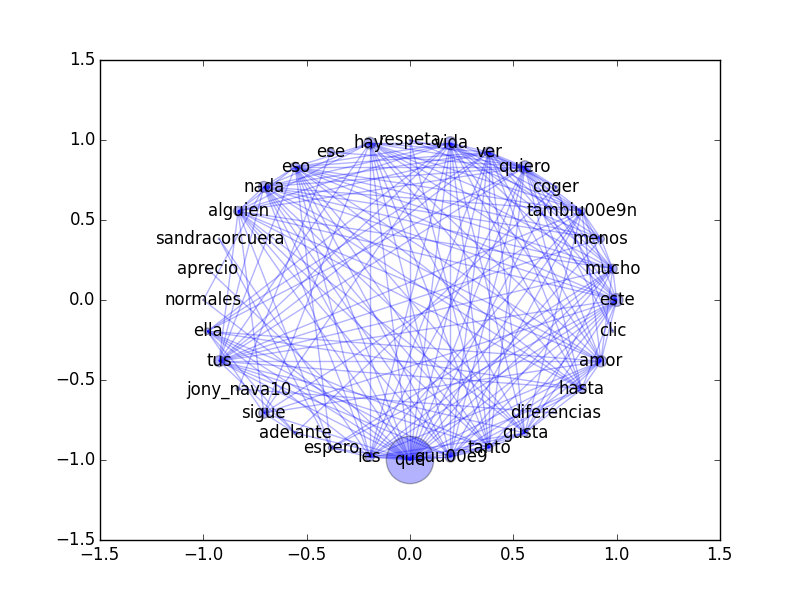 1.5
1.0
0.5
0.0
−0.5
−1.0
−1.5
respeta
hay
vida
ese
ver
eso
quiero
nada
coger
alguien
tambiu00e9n
sandracorcuera
menos
aprecio
mucho
normales
este
ella
clic
tus
amor
jony_nava10
hasta
sigue
diferencias
adelante
gusta
espero
tanto
les
que
quu00e9
−1.5
−1.0
−0.5
0.0
0.5
1.0
1.5